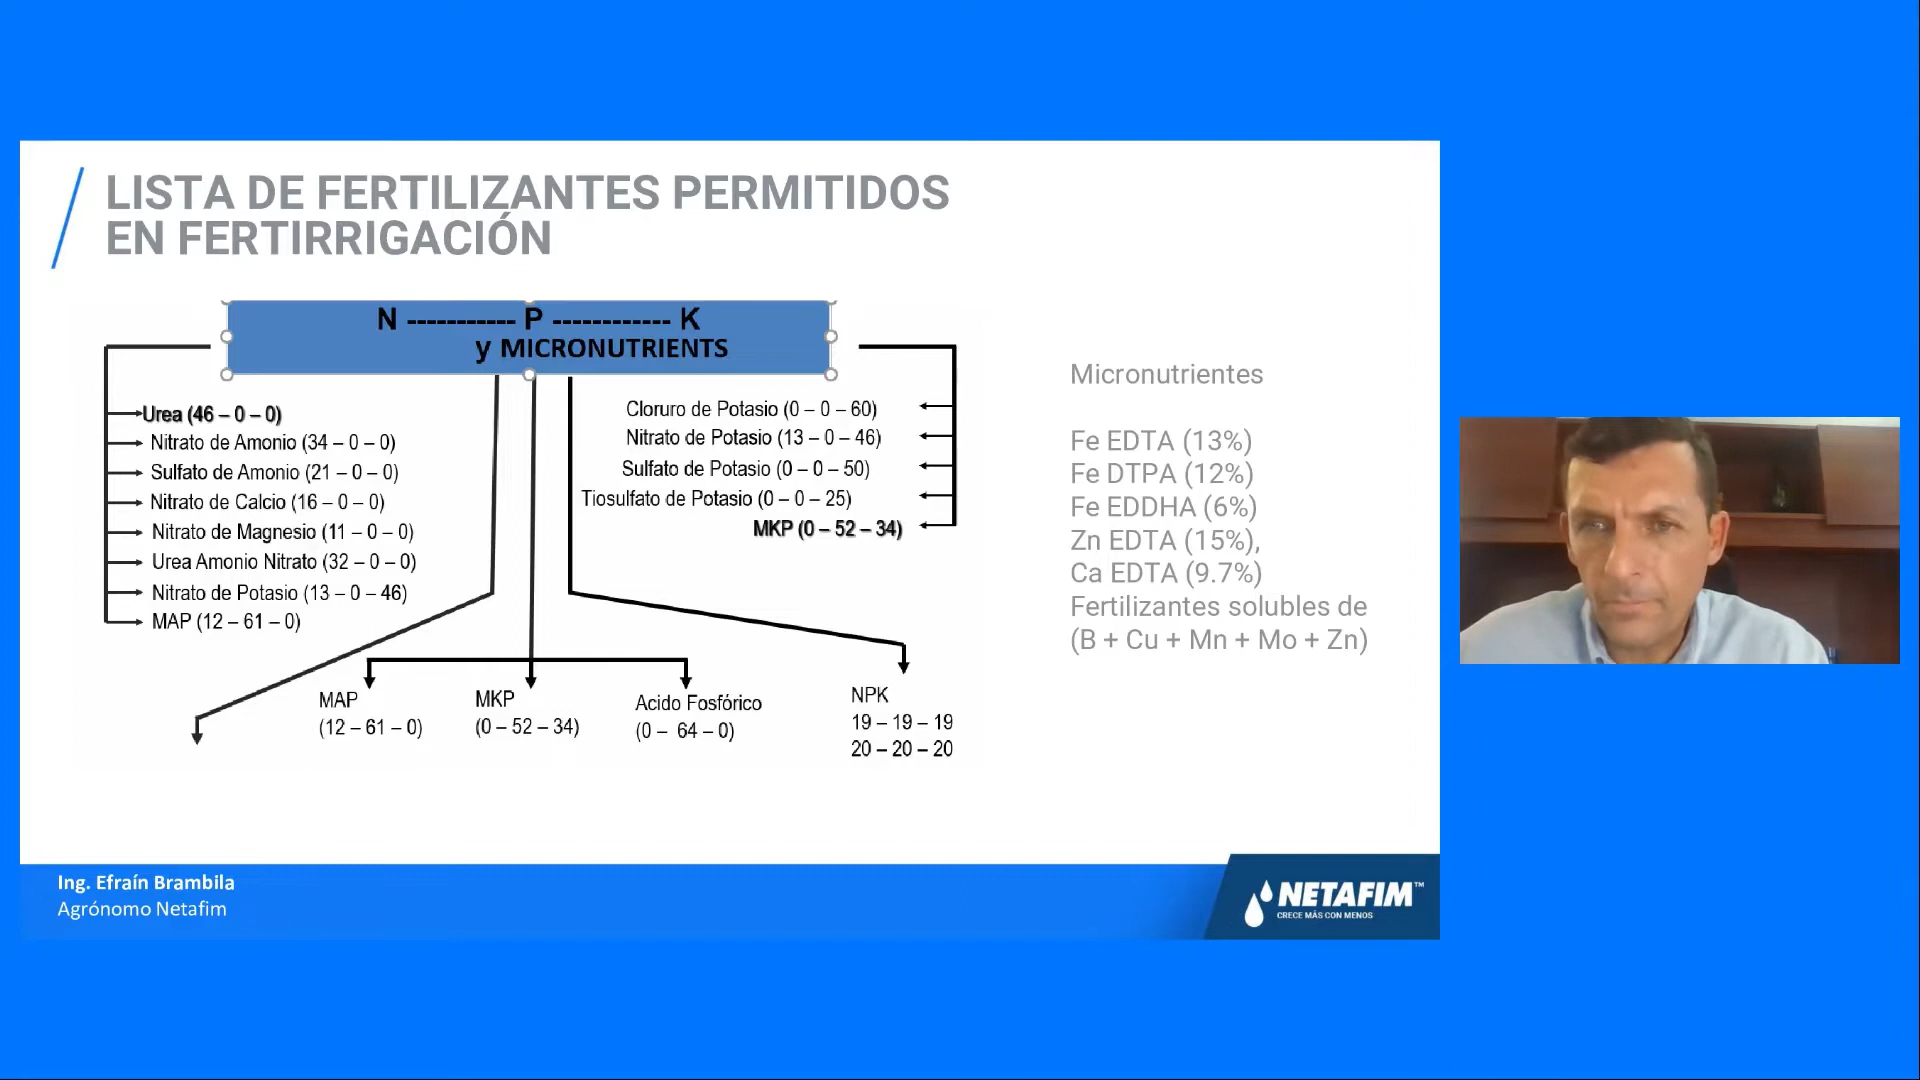 LISTA DE FERTILIZANTES PERMITIDOS
EN FERTIRRIGACIÓN
N ----------- P ------------ K
y MICRONUTRIENTS
Urea (46 – 0 – 0)
Nitrato de Amonio (34 – 0 – 0)
Sulfato de Amonio (21 – 0 – 0)
Nitrato de Calcio (16 – 0 – 0)
Nitrato de Magnesio (11 – 0 – 0)
Urea Amonio Nitrato (32 – 0 – 0)
Nitrato de Potasio (13 – 0 – 46)
MAP (12 – 61 – 0)
Cloruro de Potasio (0 – 0 – 60)
Nitrato de Potasio (13 – 0 – 46)
Sulfato de Potasio (0 – 0 – 50)
Tiosulfato de Potasio (0 – 0 – 25)
MKP (0 – 52 – 34)
MAP
(12 – 61 – 0)
MKP
(0 – 52 – 34)
Acido Fosfórico
(0 – 64 – 0)
NPK
19 – 19 – 19
20 – 20 – 20
Micronutrientes
Fe EDTA (13%)
Fe DTPA (12%)
Fe EDDHA (6%)
Zn EDTA (15%),
Ca EDTA (9.7%)
Fertilizantes solubles de
(B + Cu + Mn + Mo + Zn)
Ing. Efraín Brambila
Agrónomo Netafim
NETAFIM™
CRECE MÁS CON MENOS